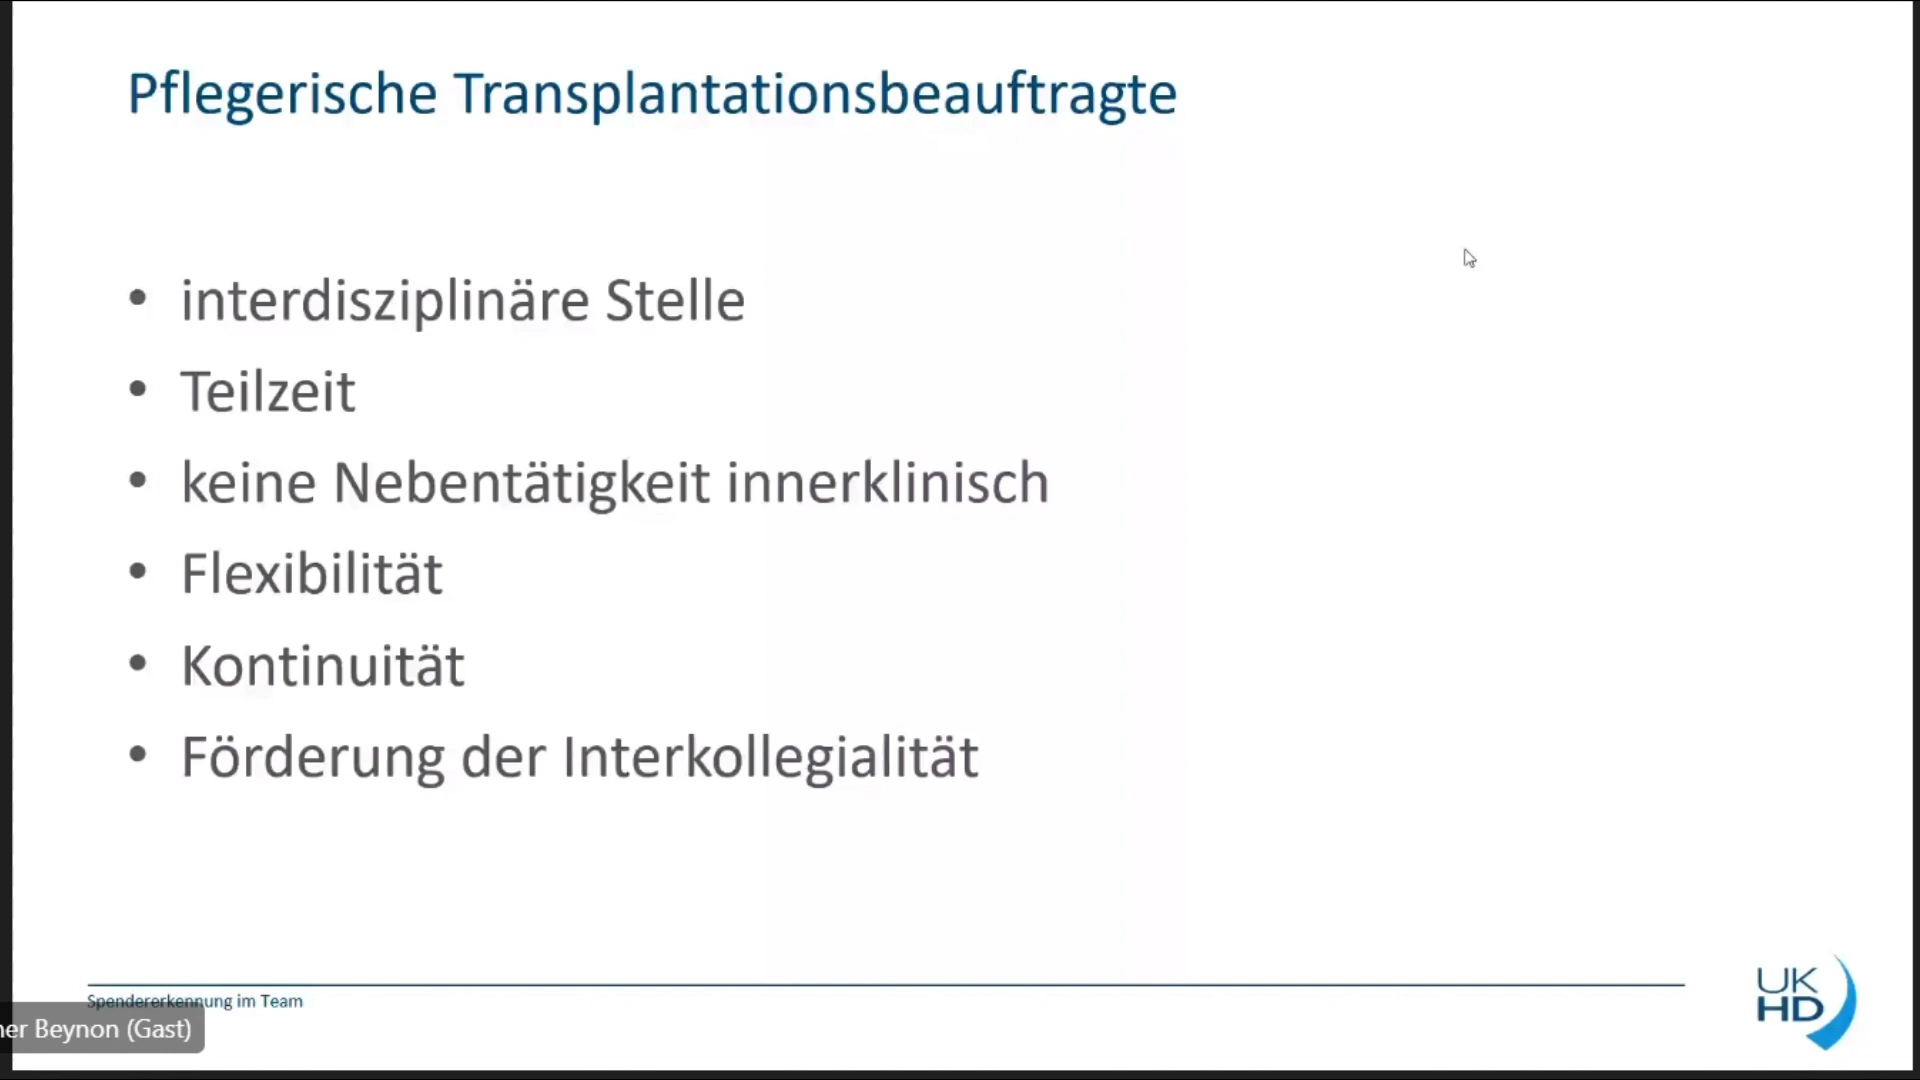 Pflegerische Transplantationsbeauftragte
• interdisziplinäre Stelle
• Teilzeit
• keine Nebentätigkeit innerklinisch
• Flexibilität
• Kontinuität
• Förderung der Interkollegialität
Spendererkennung im Team
Beynon (Gast)
UK
HD